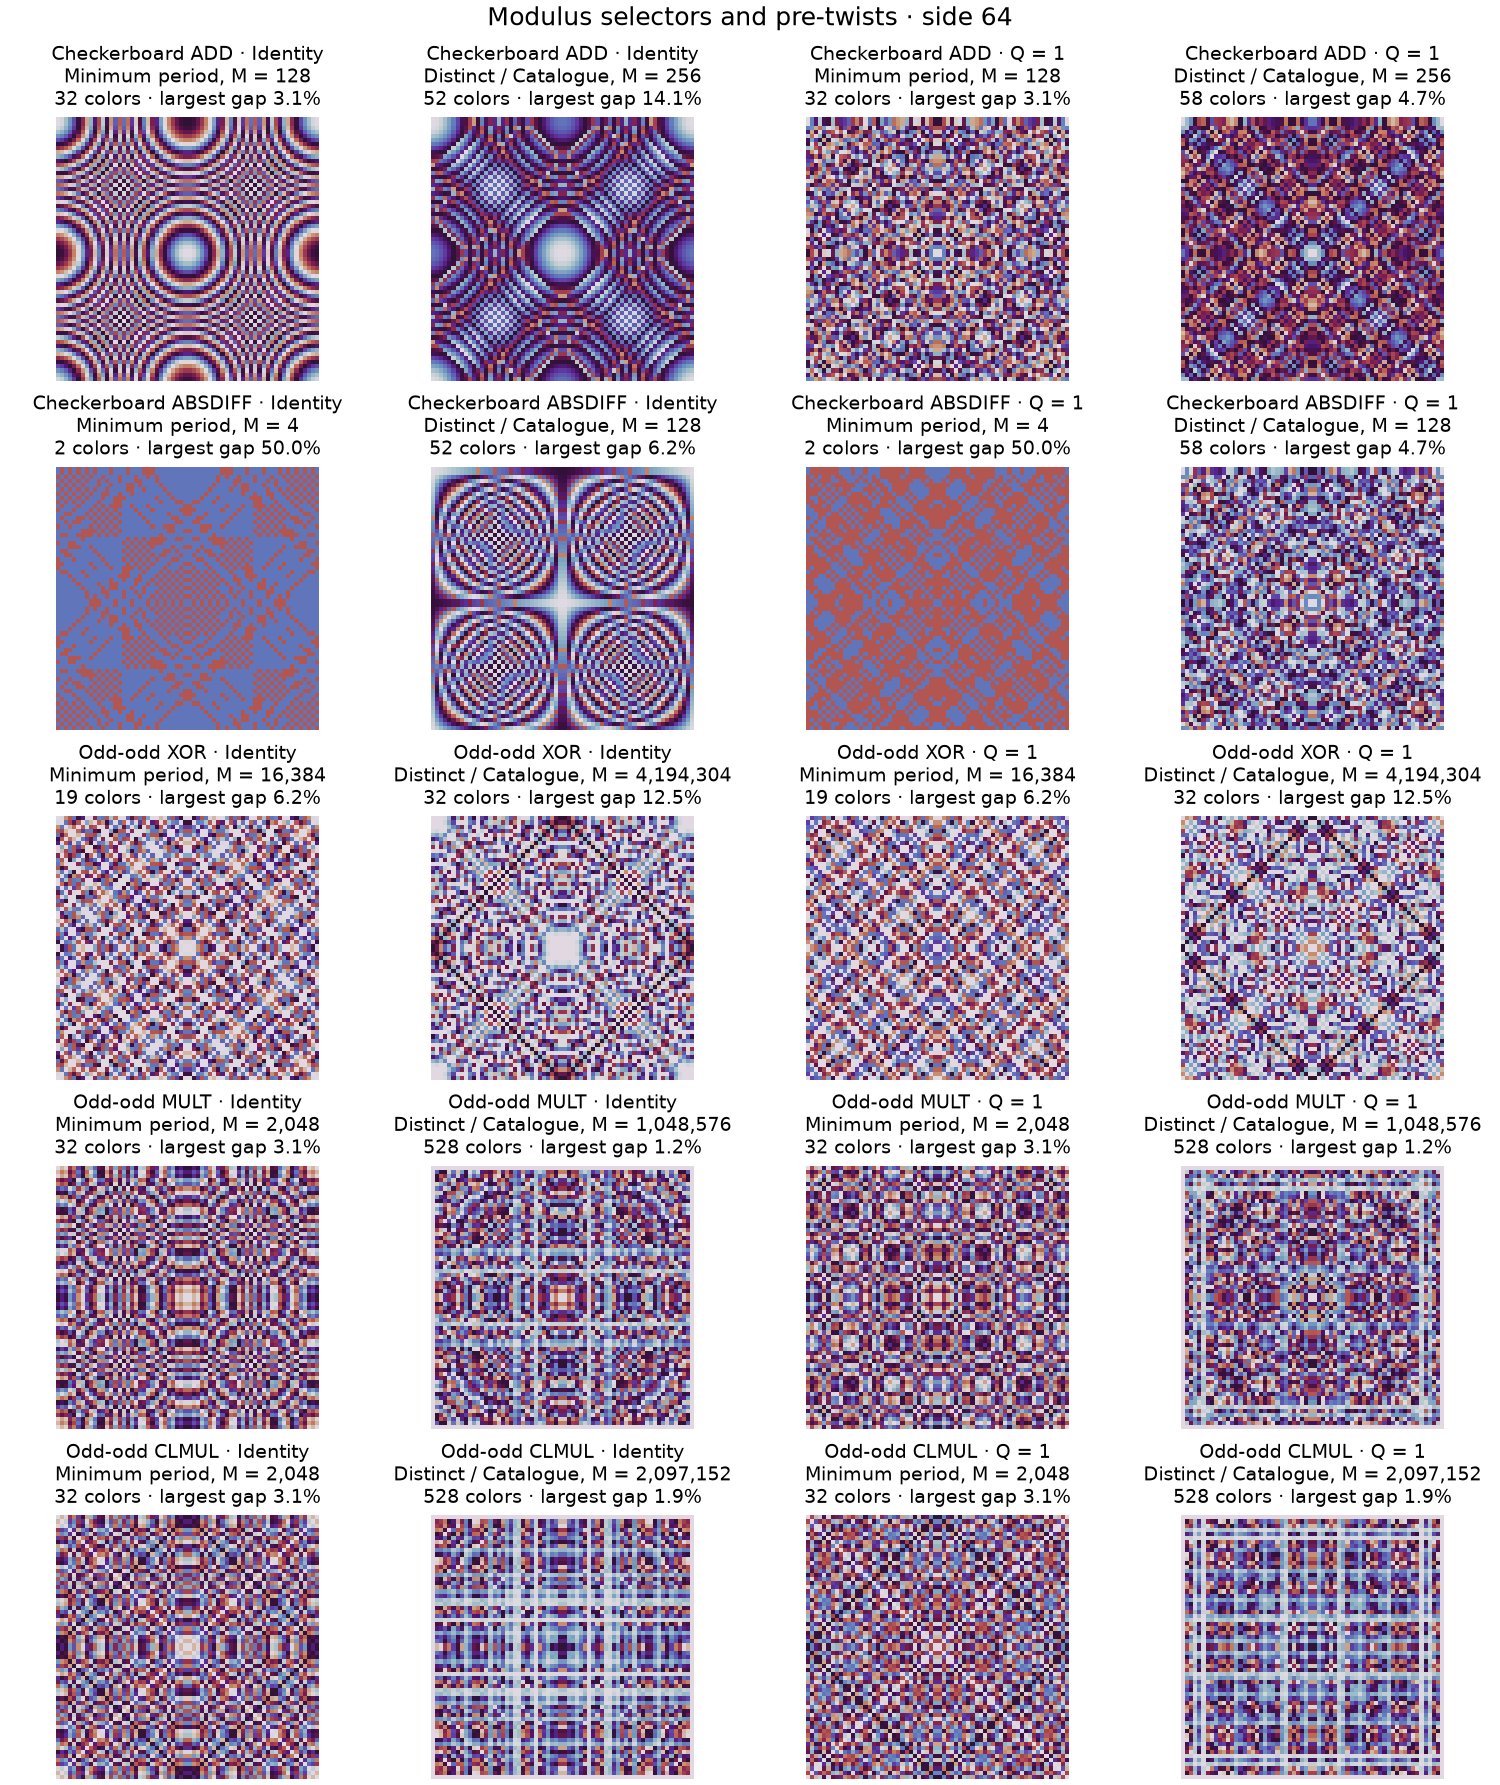 Modulus selectors and pre-twists · side 64
Checkerboard ADD · Identity
Minimum period, M = 128
32 colors · largest gap 3.1%
Checkerboard ADD · Identity
Distinct / Catalogue, M = 256
52 colors · largest gap 14.1%
Checkerboard ADD · Q = 1
Minimum period, M = 128
32 colors · largest gap 3.1%
Checkerboard ADD · Q = 1
Distinct / Catalogue, M = 256
58 colors · largest gap 4.7%
Checkerboard ABSDIFF · Identity
Minimum period, M = 4
2 colors · largest gap 50.0%
Checkerboard ABSDIFF · Identity
Distinct / Catalogue, M = 128
52 colors · largest gap 6.2%
Checkerboard ABSDIFF · Q = 1
Minimum period, M = 4
2 colors · largest gap 50.0%
Checkerboard ABSDIFF · Q = 1
Distinct / Catalogue, M = 128
58 colors · largest gap 4.7%
Odd-odd XOR · Identity
Minimum period, M = 16,384
19 colors · largest gap 6.2%
Odd-odd XOR · Identity
Distinct / Catalogue, M = 4,194,304
32 colors · largest gap 12.5%
Odd-odd XOR · Q = 1
Minimum period, M = 16,384
19 colors · largest gap 6.2%
Odd-odd XOR · Q = 1
Distinct / Catalogue, M = 4,194,304
32 colors · largest gap 12.5%
Odd-odd MULT · Identity
Minimum period, M = 2,048
32 colors · largest gap 3.1%
Odd-odd MULT · Identity
Distinct / Catalogue, M = 1,048,576
528 colors · largest gap 1.2%
Odd-odd MULT · Q = 1
Minimum period, M = 2,048
32 colors · largest gap 3.1%
Odd-odd MULT · Q = 1
Distinct / Catalogue, M = 1,048,576
528 colors · largest gap 1.2%
Odd-odd CLMUL · Identity
Minimum period, M = 2,048
32 colors · largest gap 3.1%
Odd-odd CLMUL · Identity
Distinct / Catalogue, M = 2,097,152
528 colors · largest gap 1.9%
Odd-odd CLMUL · Q = 1
Minimum period, M = 2,048
32 colors · largest gap 3.1%
Odd-odd CLMUL · Q = 1
Distinct / Catalogue, M = 2,097,152
528 colors · largest gap 1.9%